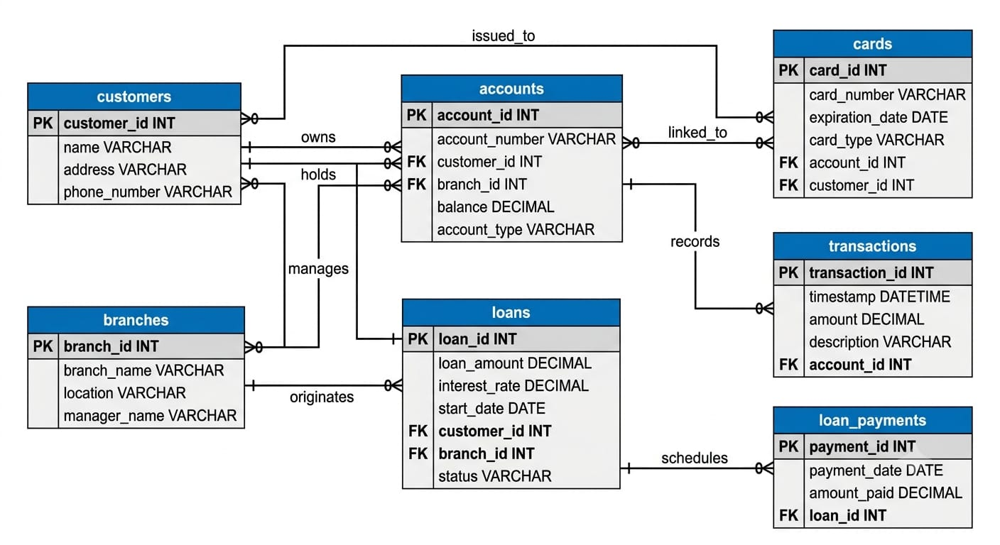 issued_to
customers
PK customer_id INT
name VARCHAR
address VARCHAR
phone_number VARCHAR
owns
holds
accounts
PK account_id INT
account_number VARCHAR
FK customer_id INT
FK branch_id INT
balance DECIMAL
account_type VARCHAR
linked_to
cards
PK card_id INT
card_number VARCHAR
expiration_date DATE
card_type VARCHAR
FK account_id INT
FK customer_id INT
manages
records
transactions
PK transaction_id INT
timestamp DATETIME
amount DECIMAL
description VARCHAR
FK account_id INT
branches
PK branch_id INT
branch_name VARCHAR
location VARCHAR
manager_name VARCHAR
originates
loans
PK loan_id INT
loan_amount DECIMAL
interest_rate DECIMAL
start_date DATE
FK customer_id INT
FK branch_id INT
status VARCHAR
schedules
loan_payments
PK payment_id INT
payment_date DATE
amount_paid DECIMAL
FK loan_id INT